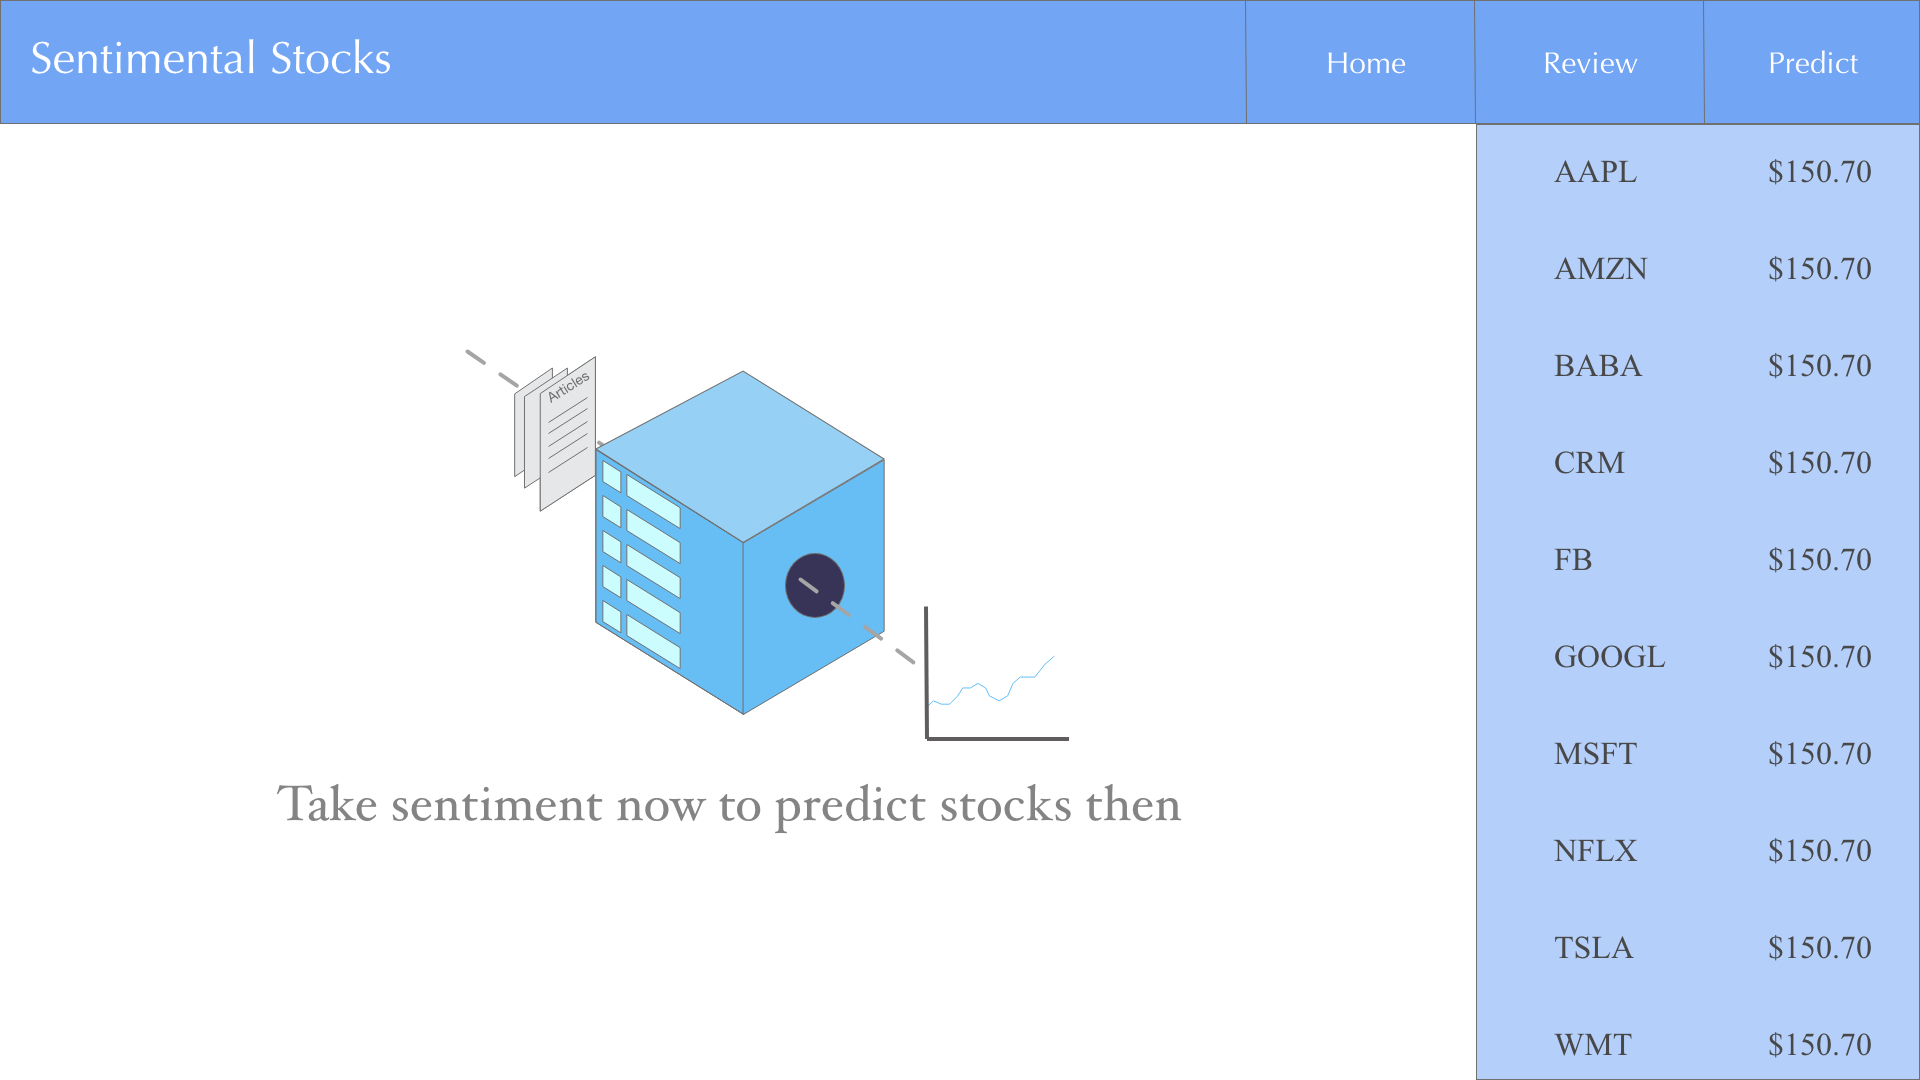 Sentimental Stocks
Home
Review
Predict
Articles
Take sentiment now to predict stocks then
AAPL $150.70
AMZN $150.70
BABA $150.70
CRM $150.70
FB $150.70
GOOGL $150.70
MSFT $150.70
NFLX $150.70
TSLA $150.70
WMT $150.70